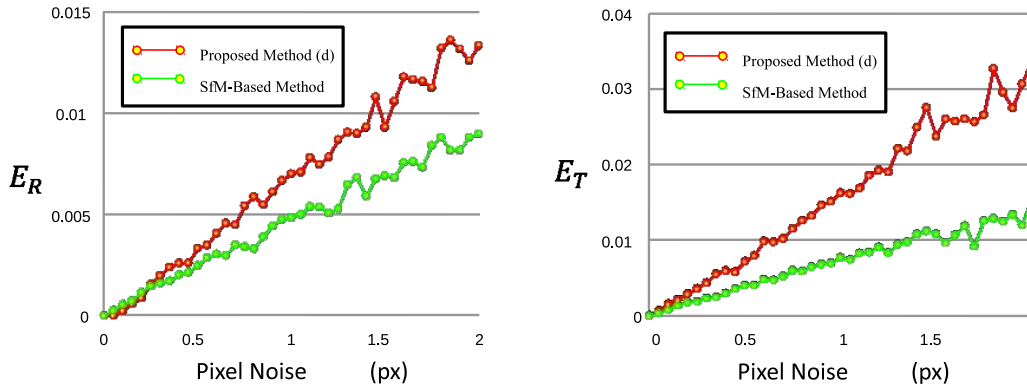 0.015
0.01
0.005
0
E_R
Proposed Method (d)
SfM-Based Method
0 0.5 1 1.5 2
Pixel Noise (px)
0.04
0.03
0.02
0.01
0
E_T
Proposed Method (d)
SfM-Based Method
0 0.5 1 1.5
Pixel Noise (px)